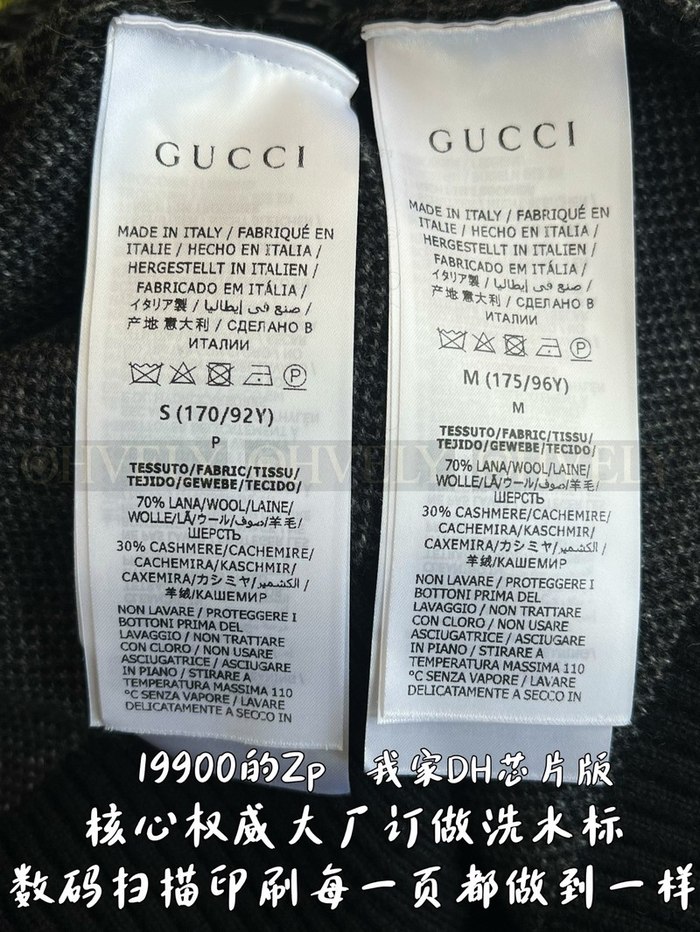 GUCCI
MADE IN ITALY / FABRIQUÉ EN
ITALIE / HECHO EN ITALIA /
HERGESTELLT IN ITALIEN /
FABRICADO EM ITÁLIA /
イタリア製 / صنع في إيطاليا /
产地 意大利 / СДЕЛАНО В
ИТАЛИИ
P
S (170/92Y)
P
TESSUTO/FABRIC/TISSU/
TEJIDO/GEWEBE/TECIDO/
70% LANA/WOOL/LAINE/
WOLLE/LÃ/ウール/صوف/羊毛/
ШЕРСТЬ
30% CASHMERE/CACHEMIRE/
CACHEMIRA/KASCHMIR/
CAXEMIRA/カシミヤ/الكشمير/
羊绒/КАШЕМИР
NON LAVARE / PROTEGGERE I
BOTTONI PRIMA DEL
LAVAGGIO / NON TRATTARE
CON CLORO / NON USARE
ASCIUGATRICE / ASCIUGARE
IN PIANO / STIRARE A
TEMPERATURA MASSIMA 110
°C SENZA VAPORE / LAVARE
DELICATAMENTE A SECCO IN
GUCCI
MADE IN ITALY / FABRIQUÉ EN
ITALIE / HECHO EN ITALIA /
HERGESTELLT IN ITALIEN /
FABRICADO EM ITÁLIA /
イタリア製 / صنع في إيطاليا /
产地 意大利 / СДЕЛАНО В
ИТАЛИИ
P
M (175/96Y)
M
TESSUTO/FABRIC/TISSU/
TEJIDO/GEWEBE/TECIDO/
70% LANA/WOOL/LAINE/
WOLLE/LÃ/ウール/صوف/羊毛/
ШЕРСТЬ
30% CASHMERE/CACHEMIRE/
CACHEMIRA/KASCHMIR/
CAXEMIRA/カシミヤ/الكشمير/
羊绒/КАШЕМИР
NON LAVARE / PROTEGGERE I
BOTTONI PRIMA DEL
LAVAGGIO / NON TRATTARE
CON CLORO / NON USARE
ASCIUGATRICE / ASCIUGARE
IN PIANO / STIRARE A
TEMPERATURA MASSIMA 110
°C SENZA VAPORE / LAVARE
DELICATAMENTE A SECCO IN
19900的Zp 我家DH芯片版
核心权威大厂订做洗水标
数码扫描印刷每一页都做到一样